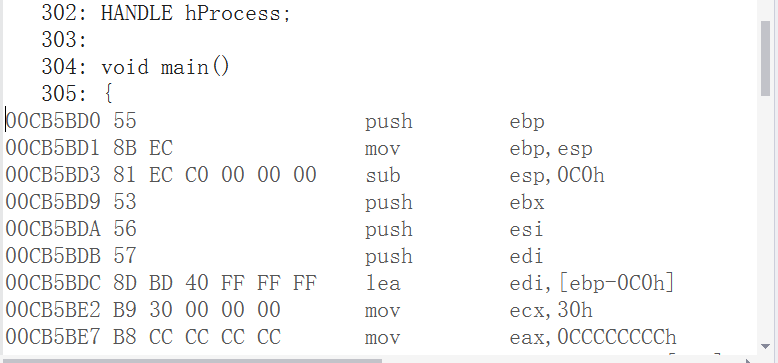 302: HANDLE hProcess;
303:
304: void main()
305: {
00CB5BD0 55 push ebp
00CB5BD1 8B EC mov ebp,esp
00CB5BD3 81 EC C0 00 00 00 sub esp,0C0h
00CB5BD9 53 push ebx
00CB5BDA 56 push esi
00CB5BDB 57 push edi
00CB5BDC 8D BD 40 FF FF FF lea edi,[ebp-0C0h]
00CB5BE2 B9 30 00 00 00 mov ecx,30h
00CB5BE7 B8 CC CC CC CC mov eax,0CCCCCCCCh